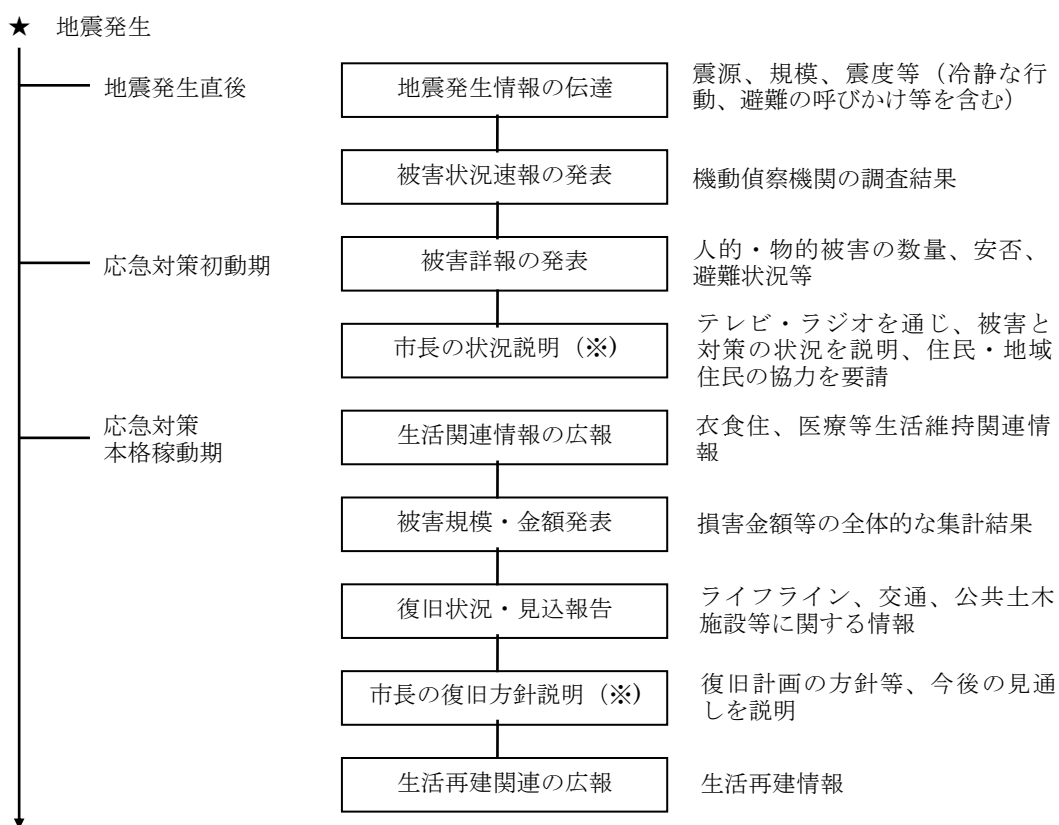 ★ 地震発生
地震発生直後
地震発生情報の伝達
震源、規模、震度等（冷静な行
動、避難の呼びかけ等を含む）
被害状況速報の発表
機動偵察機関の調査結果
応急対策初動期
被害詳報の発表
人的・物的被害の数量、安否、
避難状況等
市長の状況説明（※）
テレビ・ラジオを通じ、被害と
対策の状況を説明、住民・地域
住民の協力を要請
応急対策
本格稼動期
生活関連情報の広報
衣食住、医療等生活維持関連情
報
被害規模・金額発表
損害金額等の全体的な集計結果
復旧状況・見込報告
ライフライン、交通、公共土木
施設等に関する情報
市長の復旧方針説明（※）
復旧計画の方針等、今後の見通
しを説明
生活再建関連の広報
生活再建情報